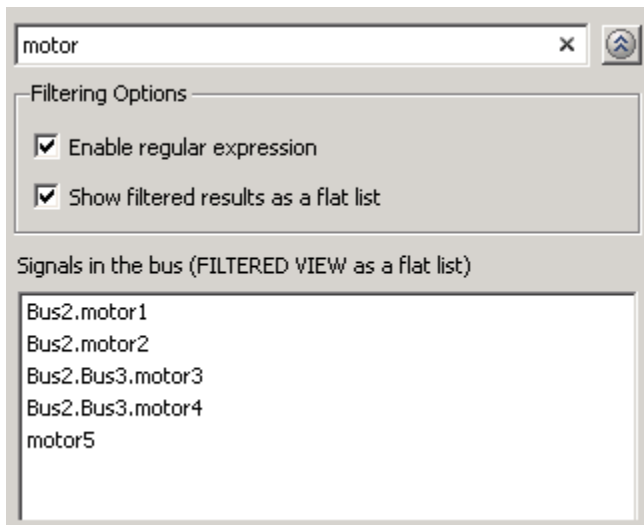 motor
Filtering Options
Enable regular expression
Show filtered results as a flat list
Signals in the bus (FILTERED VIEW as a flat list)
Bus2.motor1
Bus2.motor2
Bus2.Bus3.motor3
Bus2.Bus3.motor4
motor5